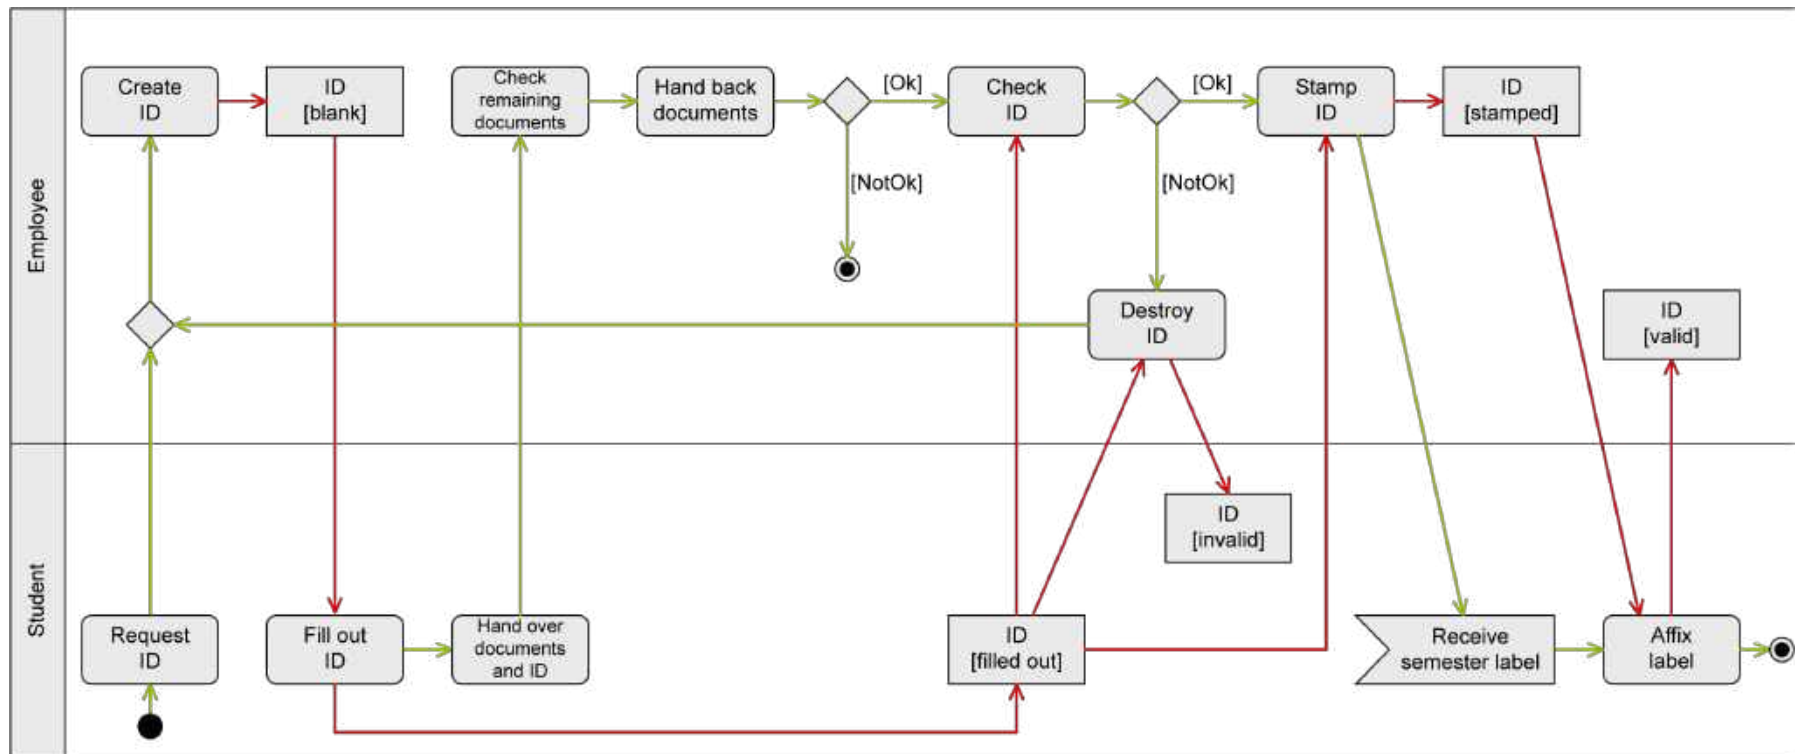 Employee
Create
ID
ID
[blank]
Check
remaining
documents
Hand back
documents
[Ok]
[NotOk]
Check
ID
[Ok]
[NotOk]
Stamp
ID
ID
[stamped]
Destroy
ID
ID
[valid]
Student
ID
[invalid]
Request
ID
Fill out
ID
Hand over
documents
and ID
ID
[filled out]
Receive
semester label
Affix
label